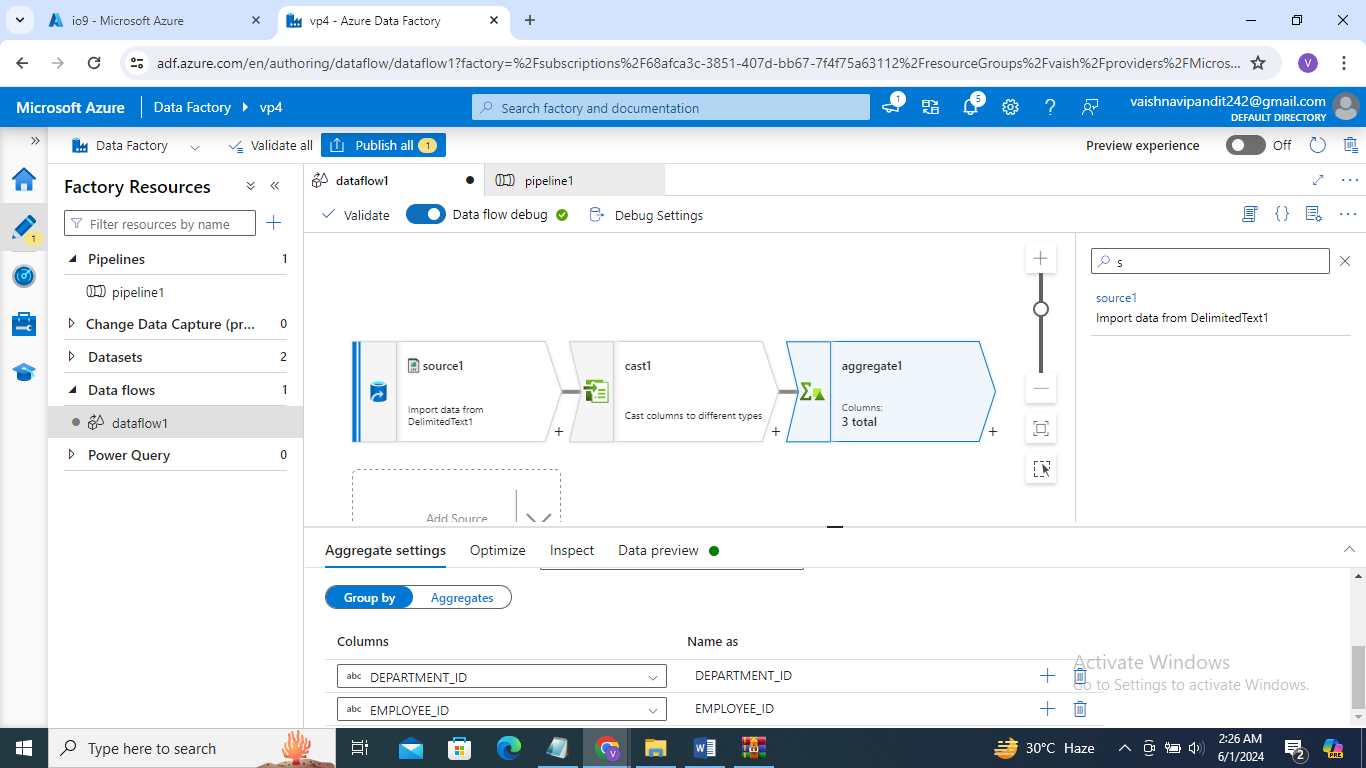 io9 - Microsoft Azure
vp4 - Azure Data Factory
adf.azure.com/en/authoring/dataflow/dataflow1?factory=%2Fsubscriptions%2F68afca3c-3851-407d-bb67-7f4f75a63112%2FresourceGroups%2Fvaish%2Fproviders%2FMicros...
V
Microsoft Azure
Data Factory
vp4
Search factory and documentation
1
5
vaishnavipandit242@gmail.com
DEFAULT DIRECTORY
Data Factory
Validate all
Publish all 1
Preview experience
Off
Factory Resources
dataflow1
pipeline1
Validate
Data flow debug
Debug Settings
Filter resources by name
1
Pipelines 1
pipeline1
Change Data Capture (pr... 0
Datasets 2
Data flows 1
dataflow1
Power Query 0
source1
Import data from
DelimitedText1
cast1
Cast columns to different types
aggregate1
Columns:
3 total
Add Source
s
source1
Import data from DelimitedText1
Aggregate settings
Optimize
Inspect
Data preview
Group by
Aggregates
Columns
Name as
abc DEPARTMENT_ID
DEPARTMENT_ID
abc EMPLOYEE_ID
EMPLOYEE_ID
Activate Windows
Go to Settings to activate Windows.
Type here to search
V
W
30°C Haze
2:26 AM
6/1/2024
2
PRE